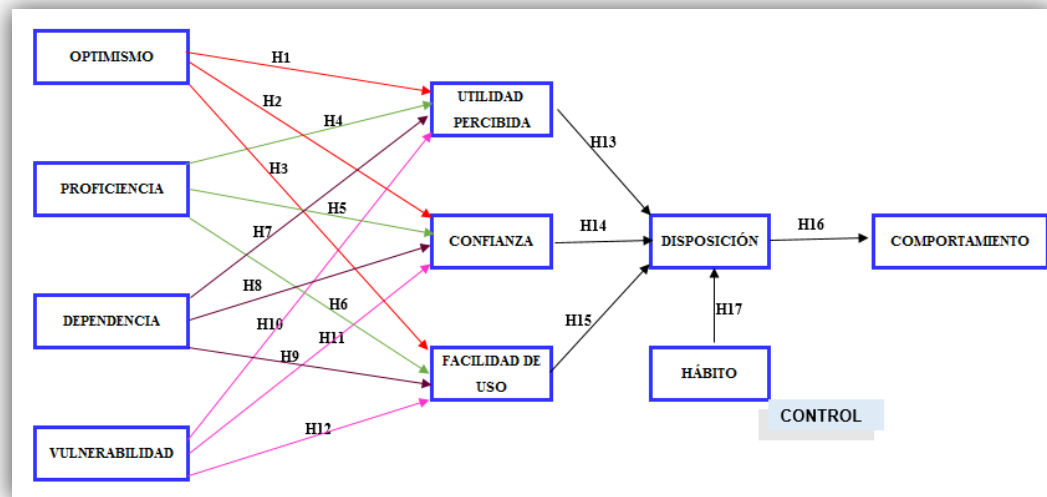 OPTIMISMO
H1
H2
UTILIDAD
PERCIBIDA
H4
H3
H13
PROFICIENCIA
H5
H7
CONFIANZA
H14
DISPOSICIÓN
H16
COMPORTAMIENTO
H8
H6
DEPENDENCIA
H10
H11
H15
H17
H9
FACILIDAD DE
USO
HÁBITO
CONTROL
H12
VULNERABILIDAD